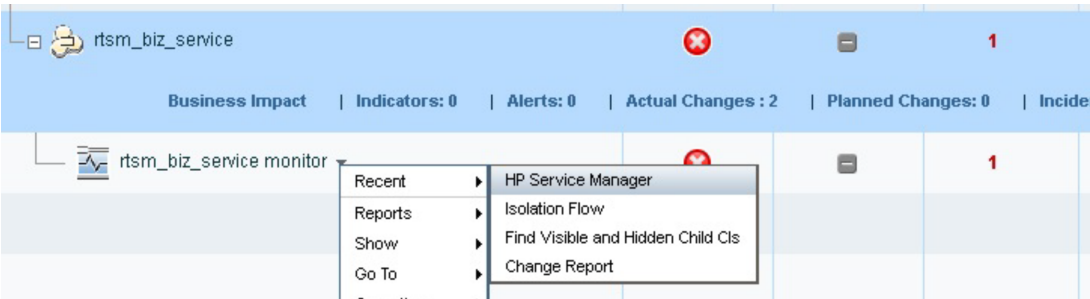 rtsm_biz_service 1
Business Impact | Indicators: 0 | Alerts: 0 | Actual Changes : 2 | Planned Changes: 0 |
rtsm_biz_service monitor 1
Recent
Reports
Show
Go To
HP Service Manager
Isolation Flow
Find Visible and Hidden Child CIs
Change Report